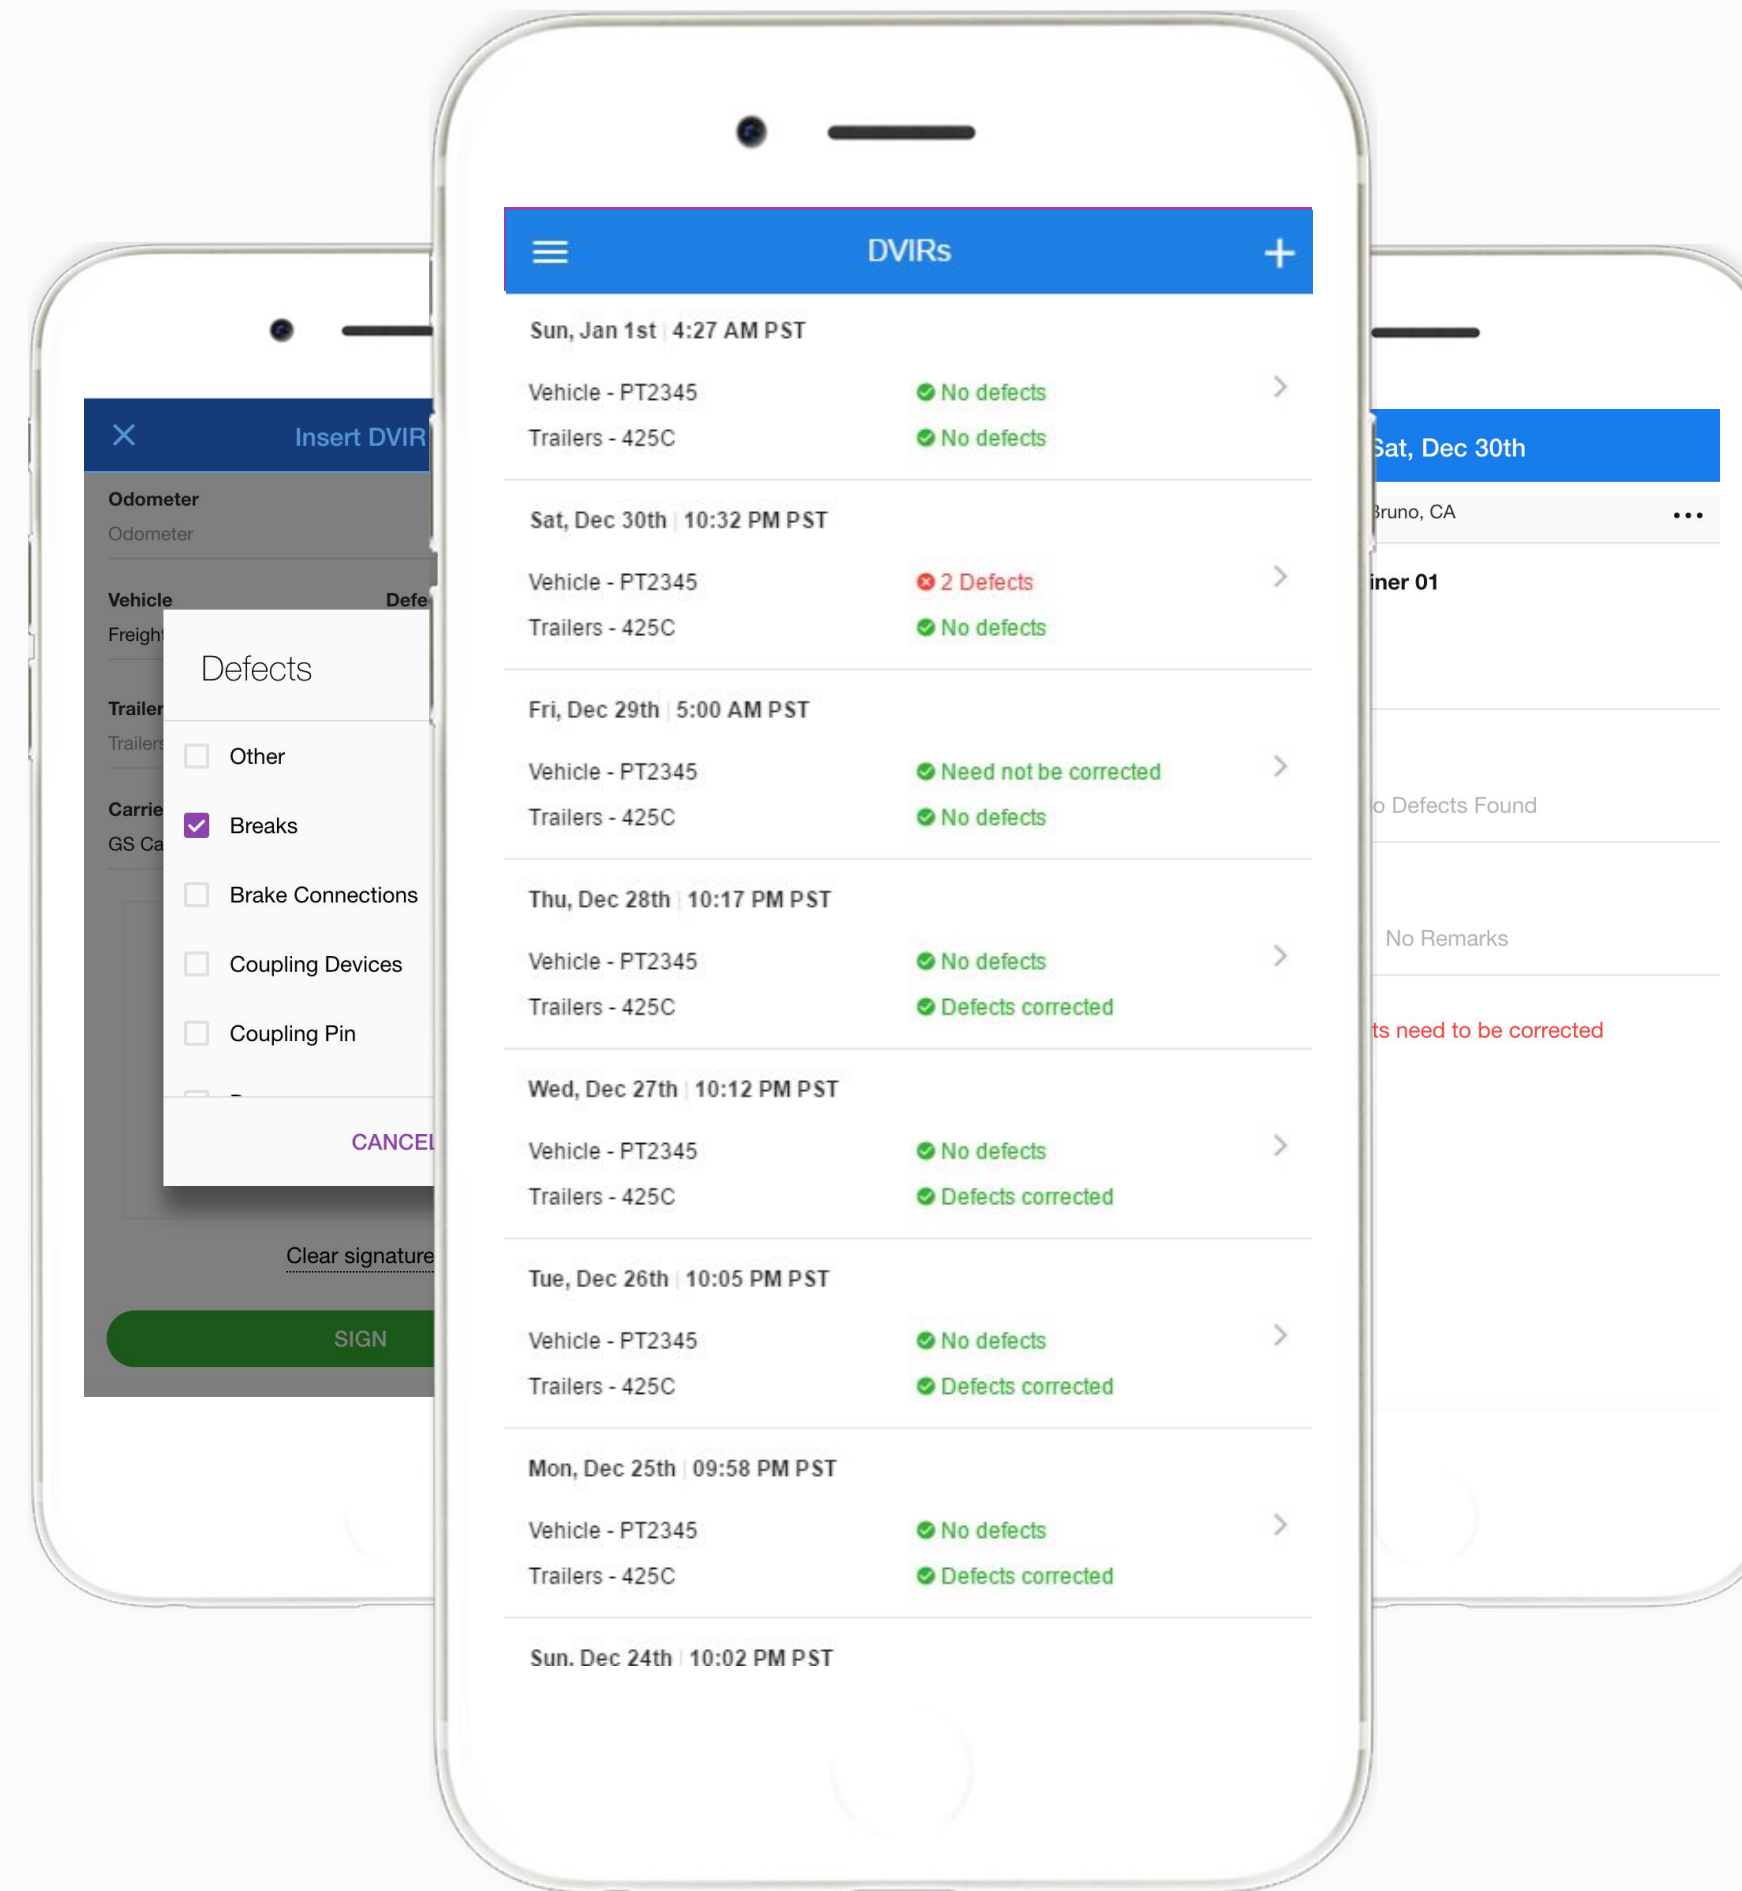 Insert DVIR
Odometer
Odometer
Vehicle Defe
Freigh
Trailer
Trailers
Carrie
GS Ca
Defects
Other
Breaks
Brake Connections
Coupling Devices
Coupling Pin
CANCEL
Clear signature
SIGN
DVIRs
Sun, Jan 1st | 4:27 AM PST
Vehicle - PT2345 No defects
Trailers - 425C No defects
Sat, Dec 30th | 10:32 PM PST
Vehicle - PT2345 2 Defects
Trailers - 425C No defects
Fri, Dec 29th | 5:00 AM PST
Vehicle - PT2345 Need not be corrected
Trailers - 425C No defects
Thu, Dec 28th | 10:17 PM PST
Vehicle - PT2345 No defects
Trailers - 425C Defects corrected
Wed, Dec 27th | 10:12 PM PST
Vehicle - PT2345 No defects
Trailers - 425C Defects corrected
Tue, Dec 26th | 10:05 PM PST
Vehicle - PT2345 No defects
Trailers - 425C Defects corrected
Mon, Dec 25th | 09:58 PM PST
Vehicle - PT2345 No defects
Trailers - 425C Defects corrected
Sun, Dec 24th | 10:02 PM PST
Sat, Dec 30th
Bruno, CA
iner 01
o Defects Found
No Remarks
ts need to be corrected